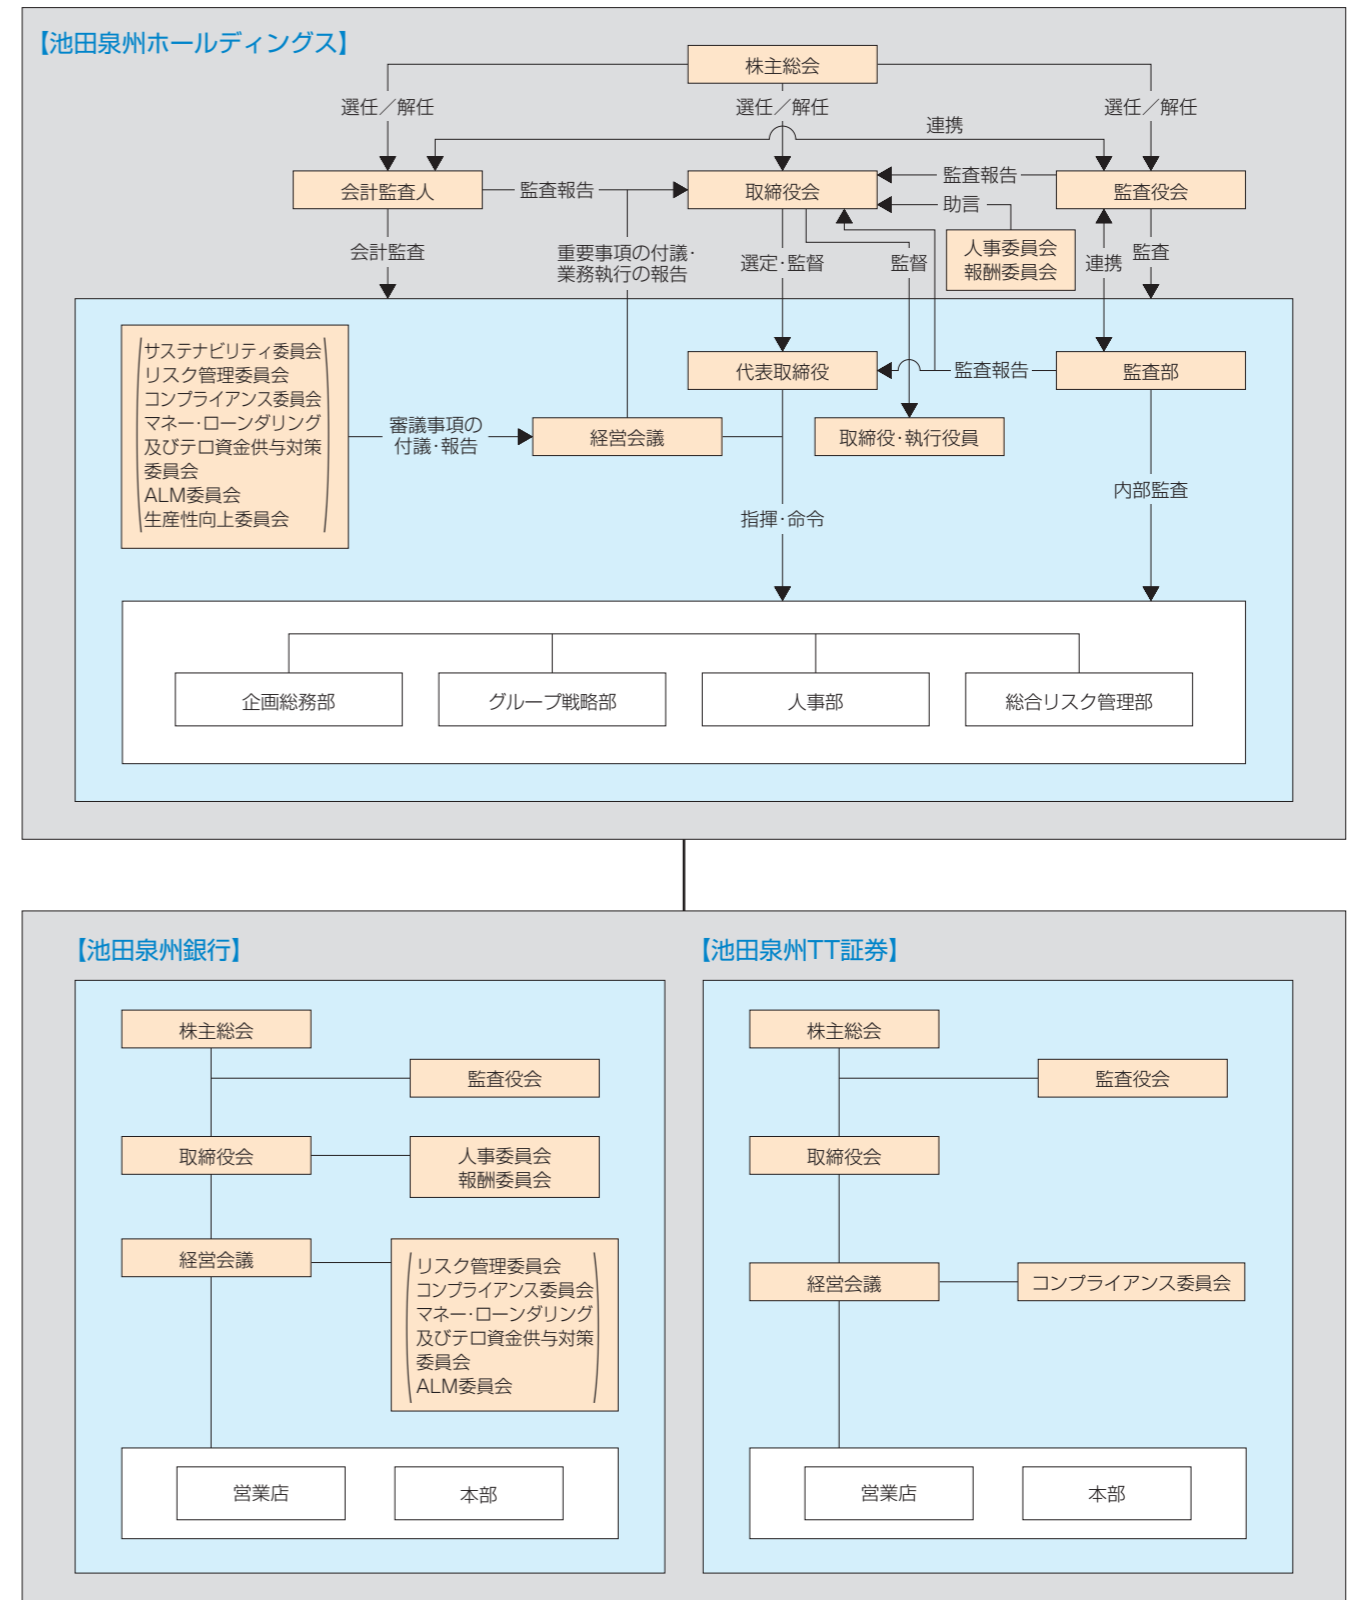 【池田泉州ホールディングス】
株主総会
選任／解任
選任／解任
選任／解任
連携
会計監査人
監査報告
取締役会
監査報告
監査役会
助言
人事委員会
報酬委員会
会計監査
重要事項の付議・
業務執行の報告
選定・監督
監督
連携
監査
サステナビリティ委員会
リスク管理委員会
コンプライアンス委員会
マネー・ローンダリング
及びテロ資金供与対策
委員会
ALM委員会
生産性向上委員会
代表取締役
監査報告
監査部
審議事項の
付議・報告
経営会議
取締役・執行役員
指揮・命令
内部監査
企画総務部
グループ戦略部
人事部
総合リスク管理部
【池田泉州銀行】
株主総会
監査役会
取締役会
人事委員会
報酬委員会
経営会議
リスク管理委員会
コンプライアンス委員会
マネー・ローンダリング
及びテロ資金供与対策
委員会
ALM委員会
営業店
本部
【池田泉州TT証券】
株主総会
監査役会
取締役会
経営会議
コンプライアンス委員会
営業店
本部